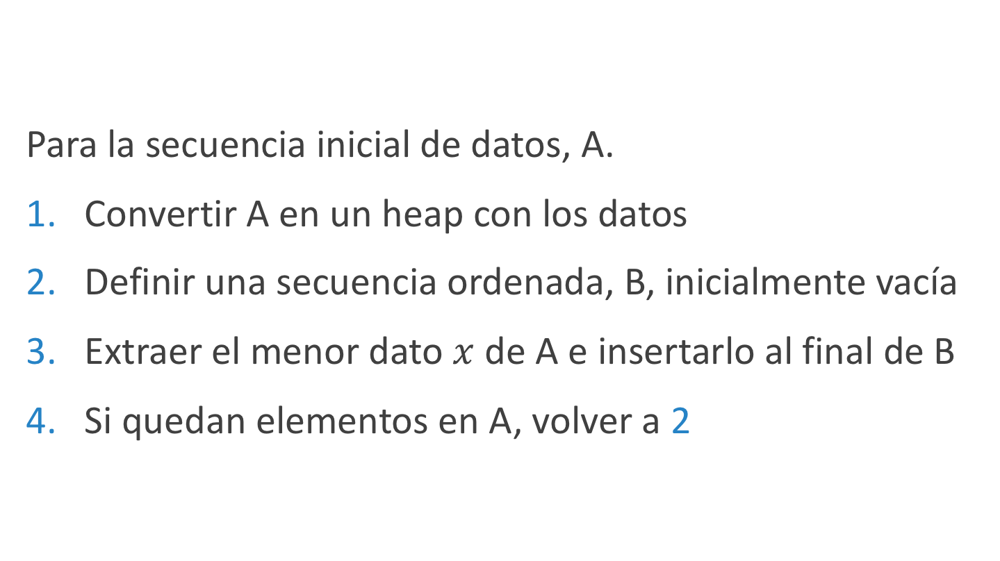 Para la secuencia inicial de datos, A.
1. Convertir A en un heap con los datos
2. Definir una secuencia ordenada, B, inicialmente vacía
3. Extraer el menor dato 𝑥 de A e insertarlo al final de B
4. Si quedan elementos en A, volver a 2